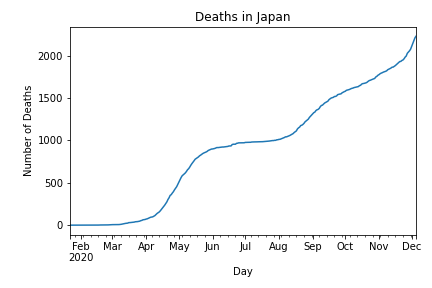 Deaths in Japan
Number of Deaths
2000
1500
1000
500
0
Feb Mar Apr May Jun Jul Aug Sep Oct Nov Dec
2020
Day